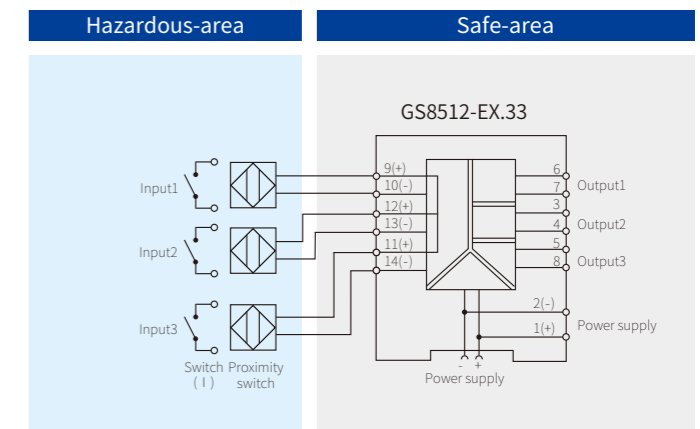 Hazardous-area
Safe-area
GS8512-EX.33
Input1
9(+)
10(-)
6
7
Output1
Input2
12(+)
13(-)
3
4
Output2
11(+)
14(-)
5
8
Output3
Input3
2(-)
1(+)
Power supply
Switch
( I )
Proximity
switch
- +
Power supply